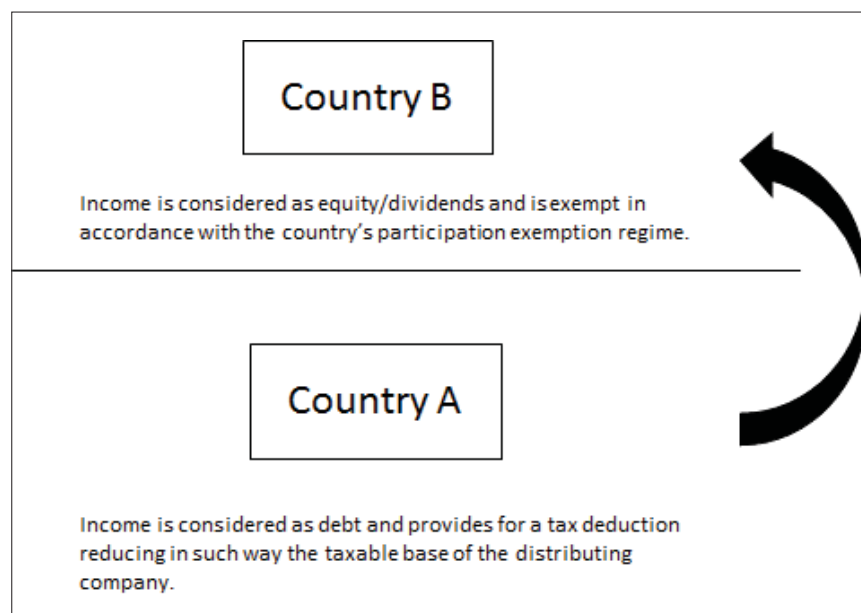 Country B
Income is considered as equity/dividends and is exempt in
accordance with the country's participation exemption regime.
Country A
Income is considered as debt and provides for a tax deduction
reducing in such way the taxable base of the distributing
company.